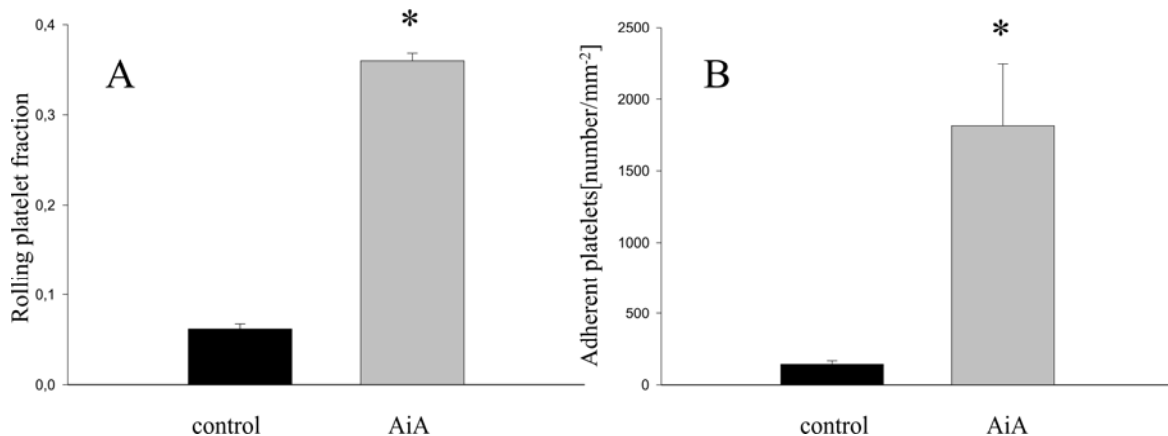 A
*
Rolling platelet fraction
0,4
0,3
0,2
0,1
0,0
control
AiA
B
*
Adherent platelets[number/mm⁻²]
2500
2000
1500
1000
500
0
control
AiA